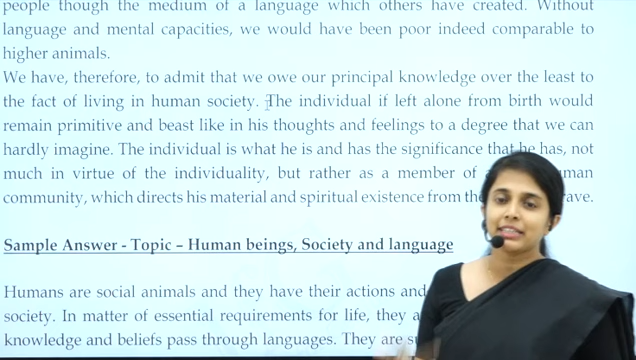 people though the medium of a language which others have created. Without
language and mental capacities, we would have been poor indeed comparable to
higher animals.
We have, therefore, to admit that we owe our principal knowledge over the least to
the fact of living in human society. The individual if left alone from birth would
remain primitive and beast like in his thoughts and feelings to a degree that we can
hardly imagine. The individual is what he is and has the significance that he has, not
much in virtue of the individuality, but rather as a member of
community, which directs his material and spiritual existence from the
Sample Answer - Topic – Human beings, Society and language
Humans are social animals and they have their actions and
society. In matter of essential requirements for life, they
knowledge and beliefs pass through languages. They are